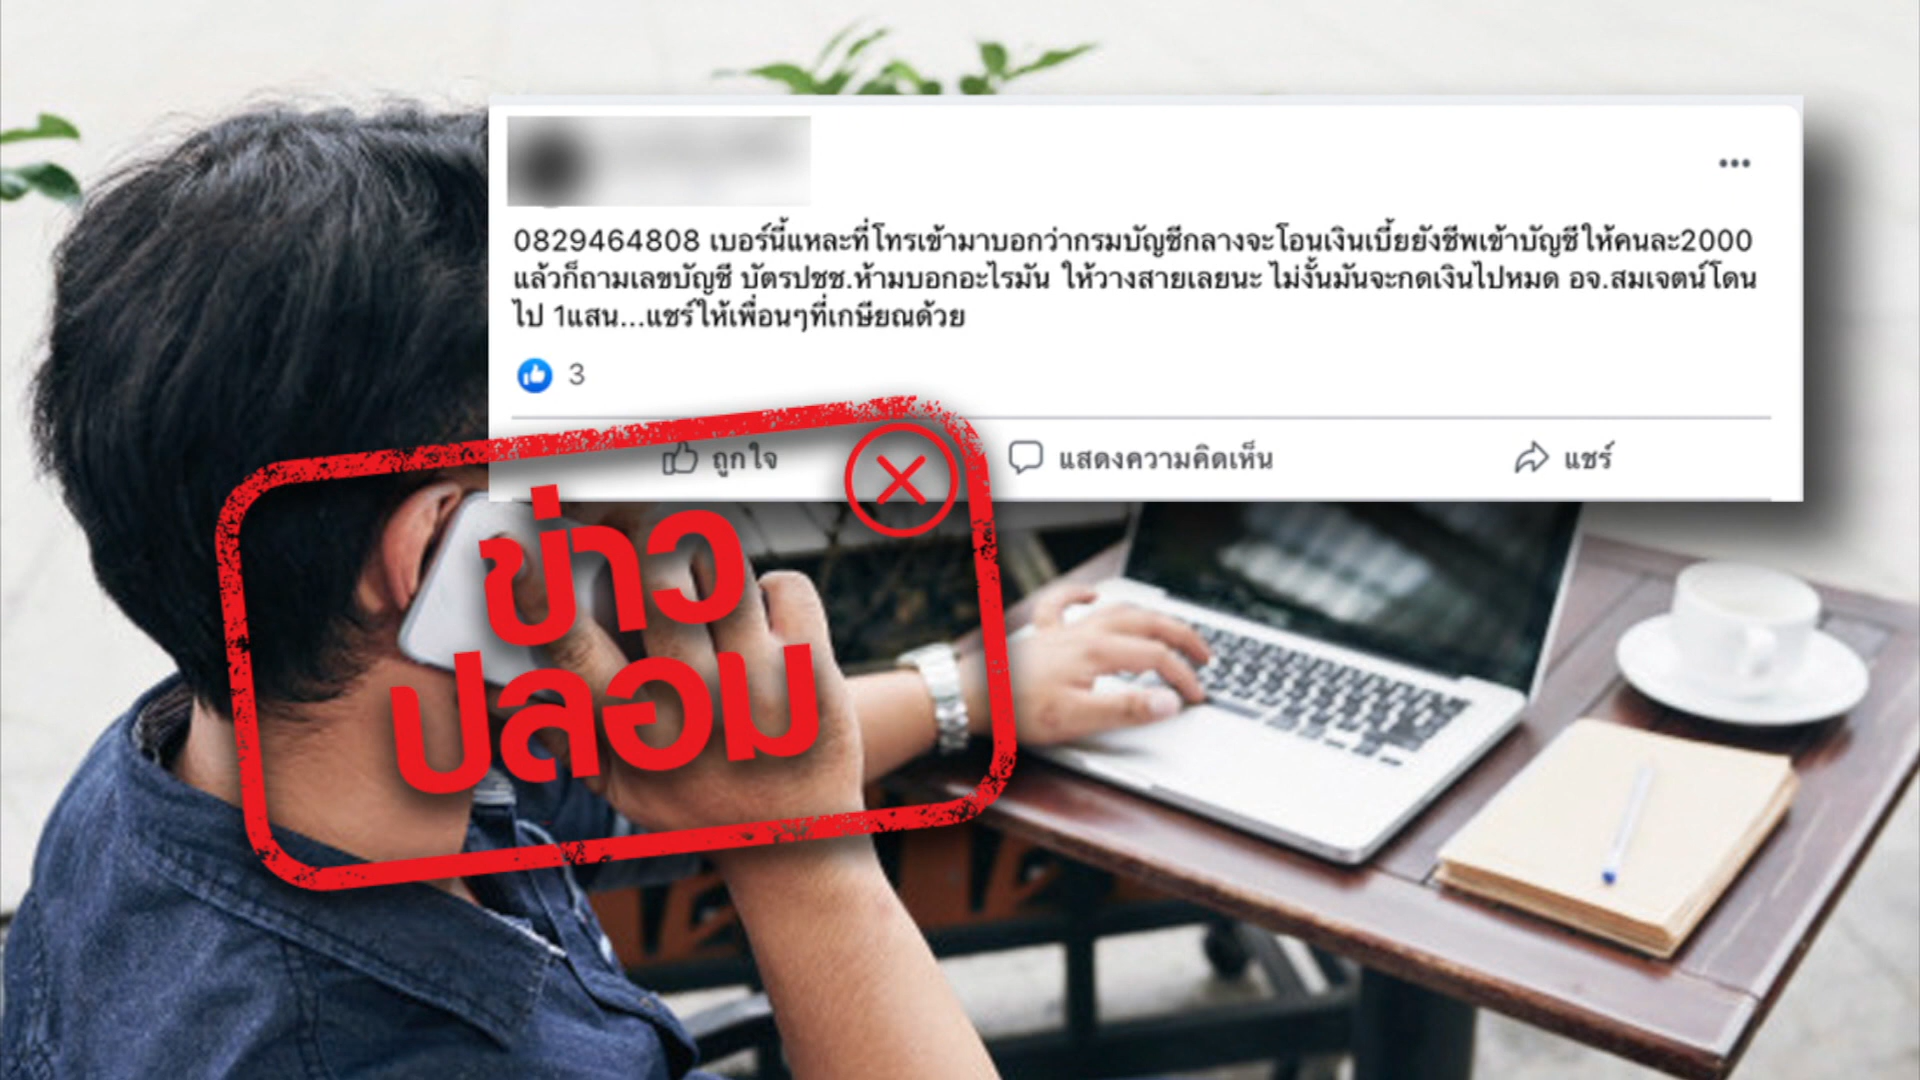 0829464808 เบอร์นี้แหละที่โทรเข้ามาบอกว่ากรมบัญชีกลางจะโอนเงินเบี้ยยังชีพเข้าบัญชีให้คนละ2000
แล้วก็ถามเลขบัญชี บัตรปชช.ห้ามบอกอะไรมัน ให้วางสายเลยนะ ไม่งั้นมันจะกดเงินไปหมด อจ.สมเจตน์โดน
ไป 1แสน...แชร์ให้เพื่อนๆที่เกษียณด้วย
3
ถูกใจ แสดงความคิดเห็น แชร์
ข่าว
ปลอม